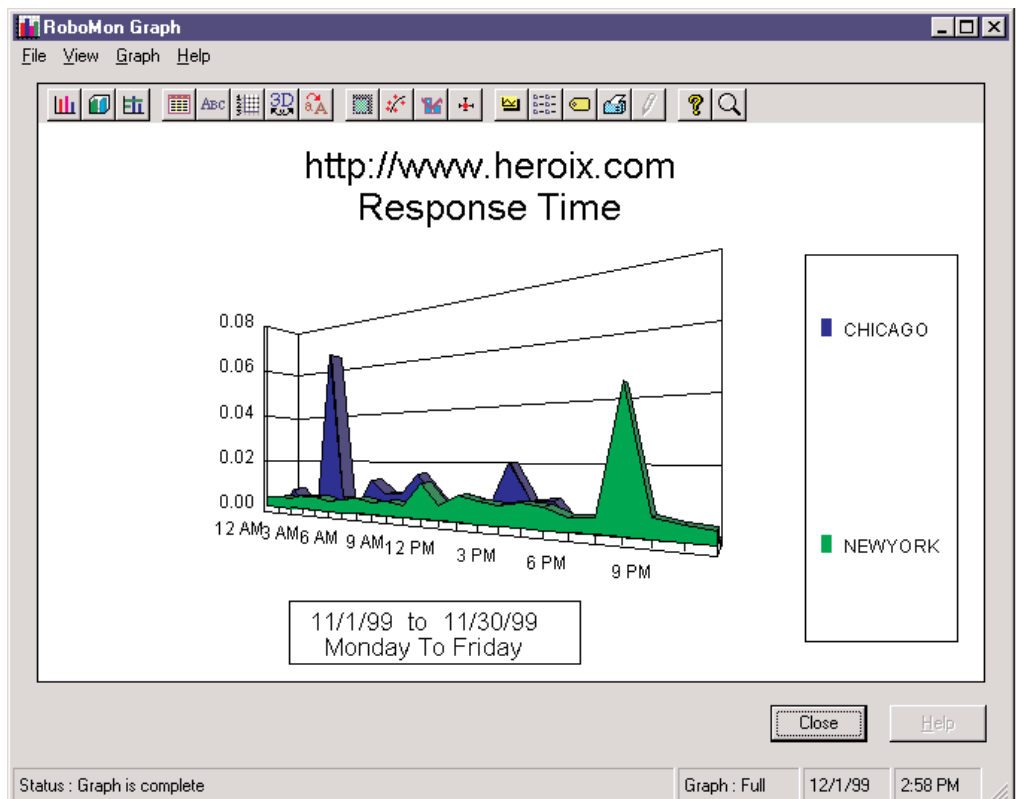 RoboMon Graph
File View Graph Help
ABC 3D aA
http://www.heroix.com
Response Time
0.08
0.06
0.04
0.02
0.00
12 AM 3 AM 6 AM 9 AM 12 PM 3 PM 6 PM 9 PM
CHICAGO
NEWYORK
11/1/99 to 11/30/99
Monday To Friday
Close Help
Status : Graph is complete Graph : Full 12/1/99 2:58 PM